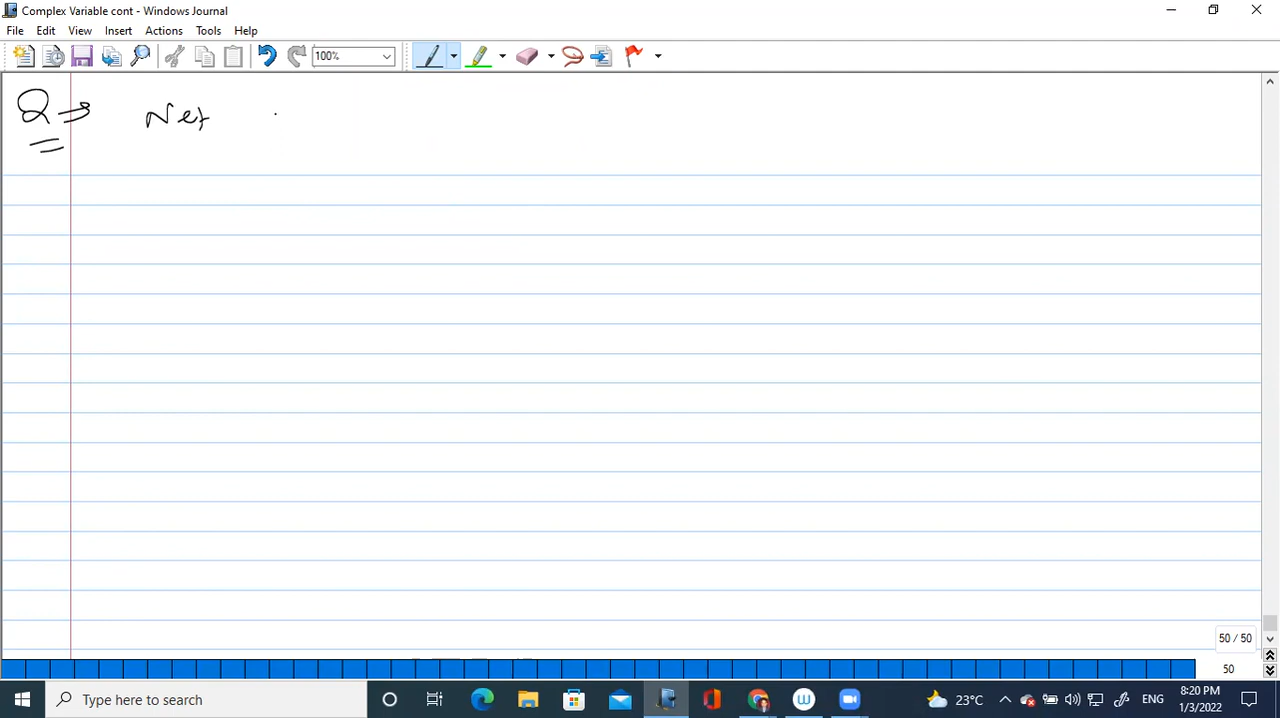 Complex Variable cont - Windows Journal
File Edit View Insert Actions Tools Help
100%
Q⇒ Net
50 / 50
50
Type here to search
23°C ENG 8:20 PM
1/3/2022